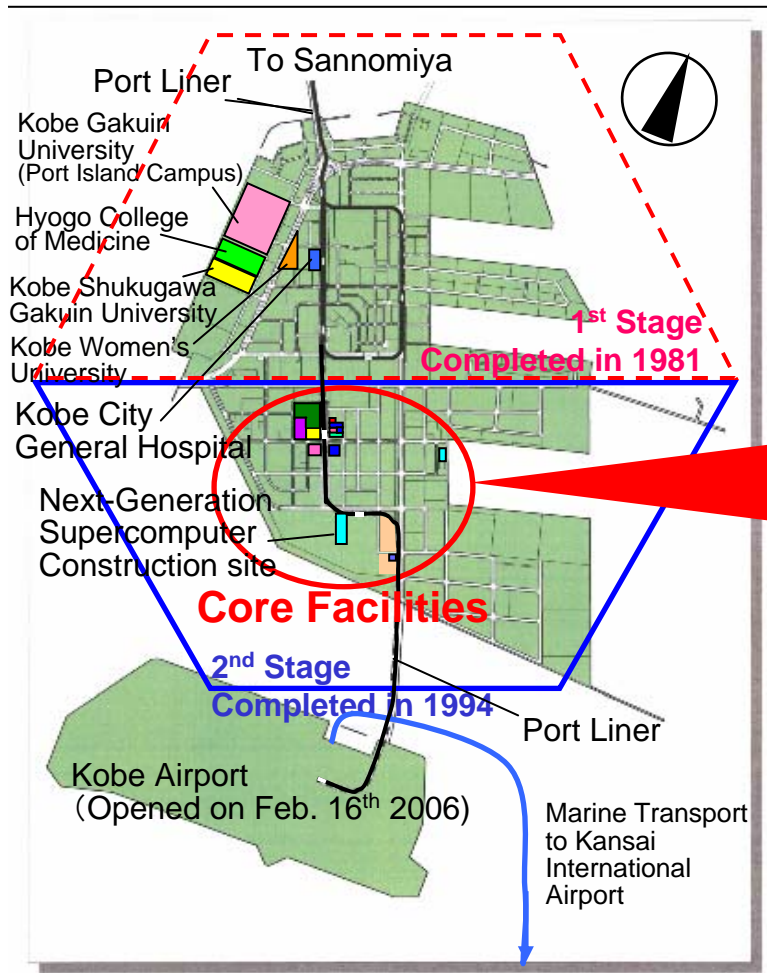 To Sannomiya
Port Liner
Kobe Gakuin
University
(Port Island Campus)
Hyogo College
of Medicine
Kobe Shukugawa
Gakuin University
Kobe Women's
University
1st Stage
Completed in 1981
Kobe City
General Hospital
Next-Generation
Supercomputer
Construction site
Core Facilities
2nd Stage
Completed in 1994
Port Liner
Kobe Airport
（Opened on Feb. 16th 2006)
Marine Transport
to Kansai
International
Airport